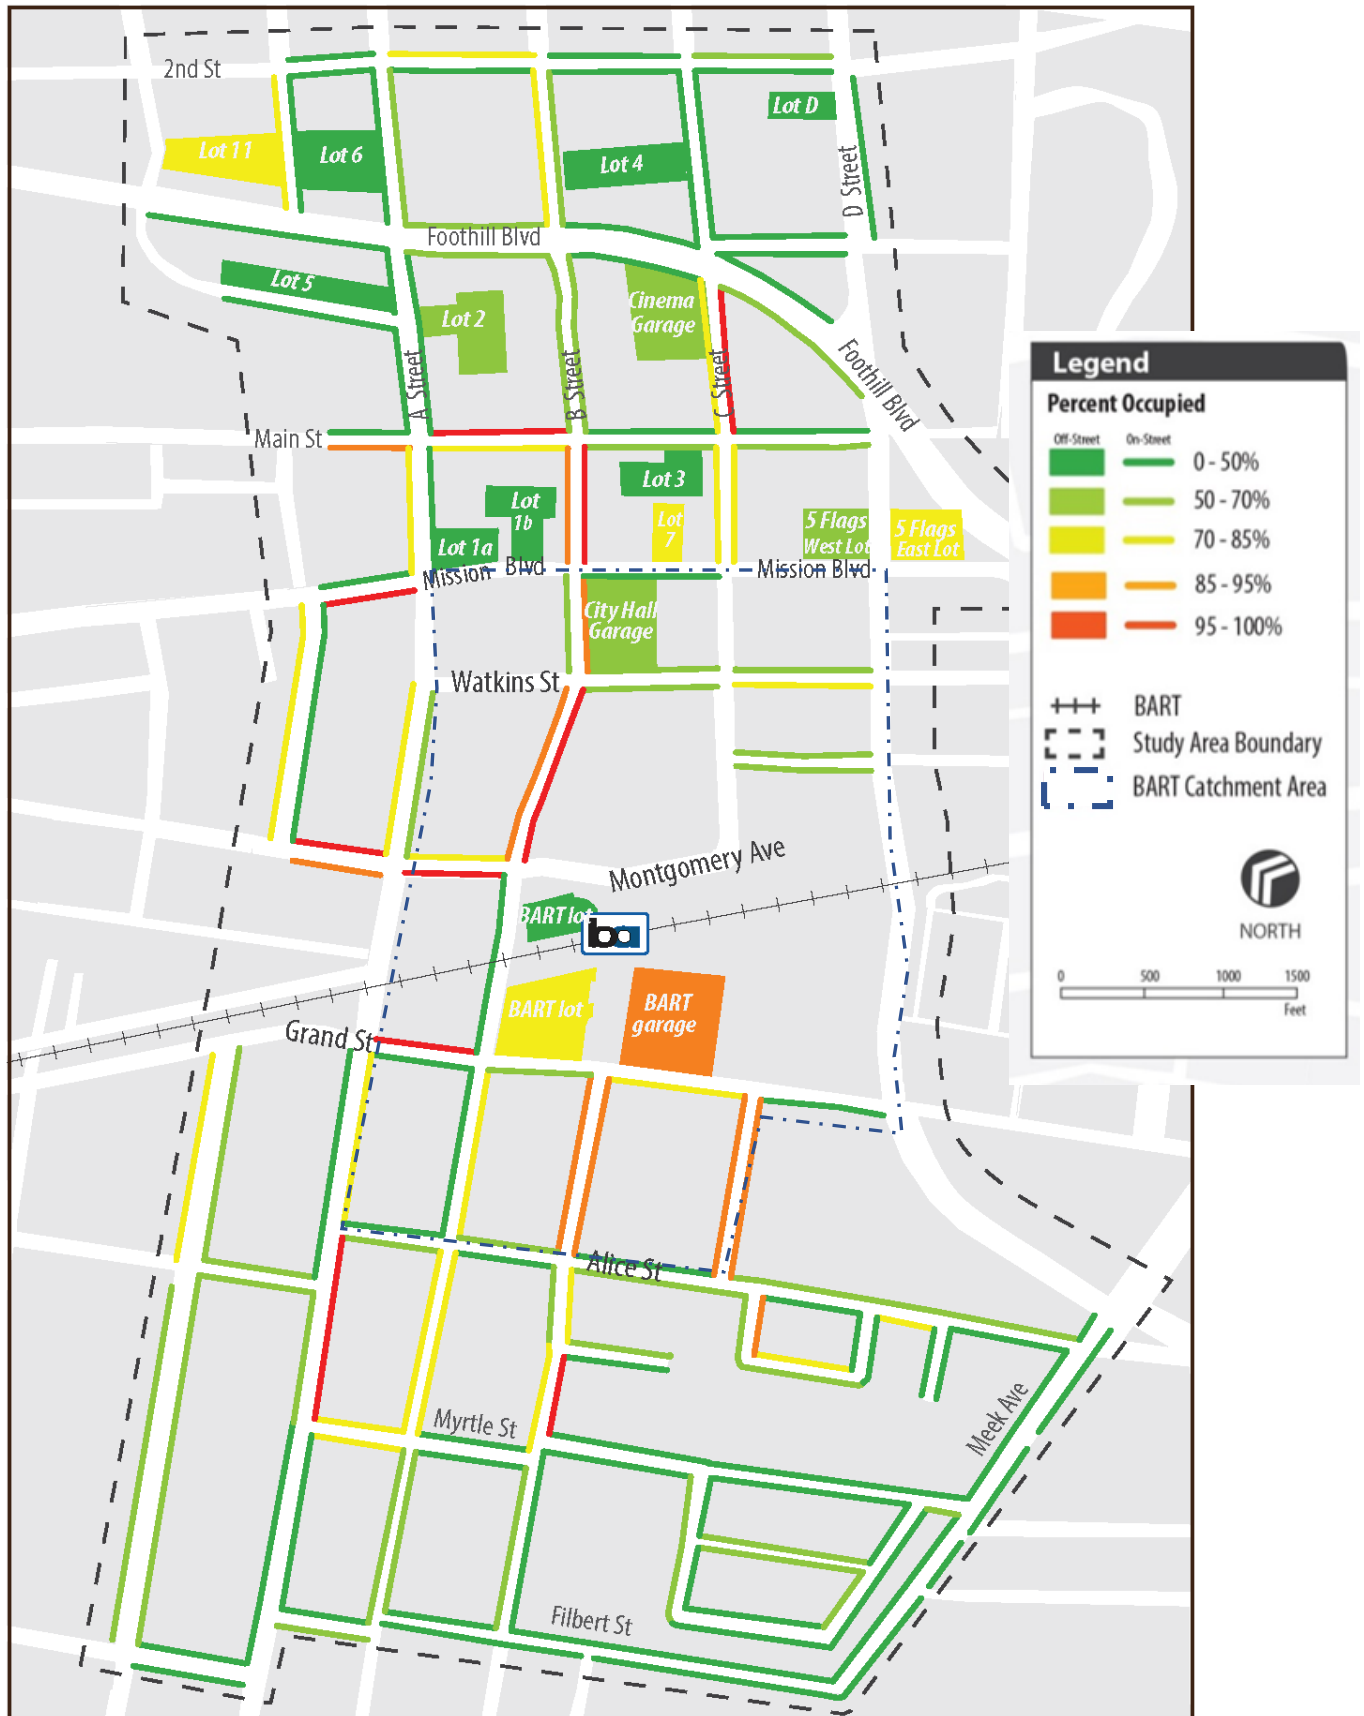 2nd St
Lot D
Lot 11
Lot 6
Lot 4
D Street
Foothill Blvd
Lot 5
Lot 2
Cinema
Garage
A Street
B Street
C Street
Foothill Blvd
Main St
Lot 3
Lot
1b
Lot
7
5 Flags
West Lot
5 Flags
East Lot
Lot 1a
Mission Blvd
Mission Blvd
City Hall
Garage
Watkins St
Montgomery Ave
BART lot
ba
BART lot
BART
garage
Grand St
Alice St
Myrtle St
Meek Ave
Filbert St
Legend
Percent Occupied
Off-Street On-Street
0 - 50%
50 - 70%
70 - 85%
85 - 95%
95 - 100%
BART
Study Area Boundary
BART Catchment Area
NORTH
0 500 1000 1500
Feet